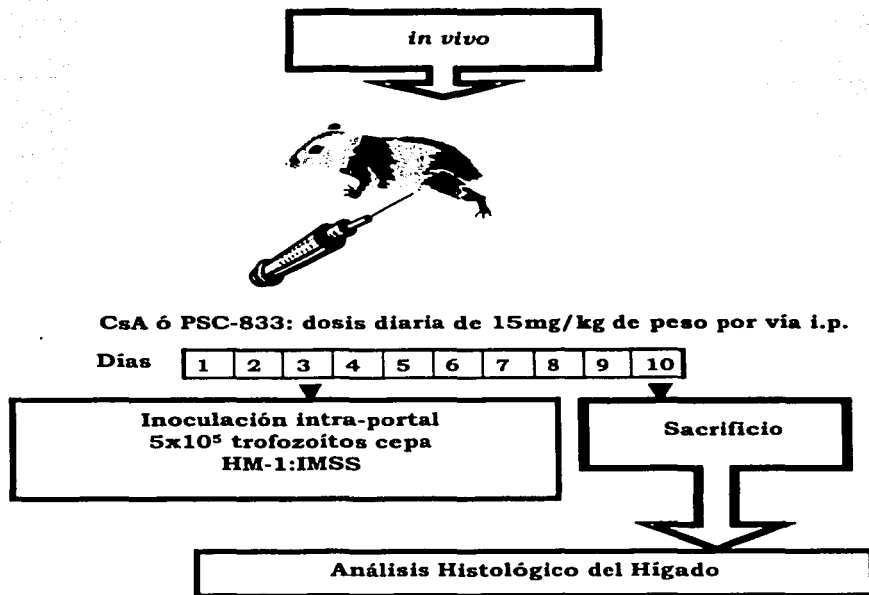 in vivo
CsA ó PSC-833: dosis diaria de 15mg/kg de peso por vía i.p.
Días 1 2 3 4 5 6 7 8 9 10
Inoculación intra-portal
5x10⁵ trofozoítos cepa
HM-1:IMSS
Sacrificio
Análisis Histológico del Hígado